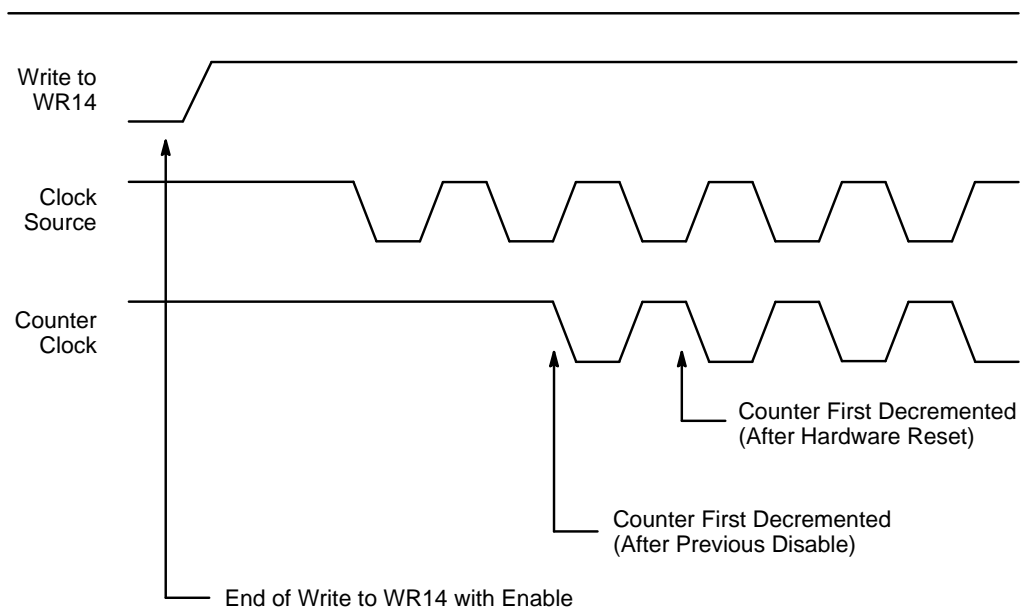 Write to
WR14
Clock
Source
Counter
Clock
Counter First Decremented
(After Hardware Reset)
Counter First Decremented
(After Previous Disable)
End of Write to WR14 with Enable